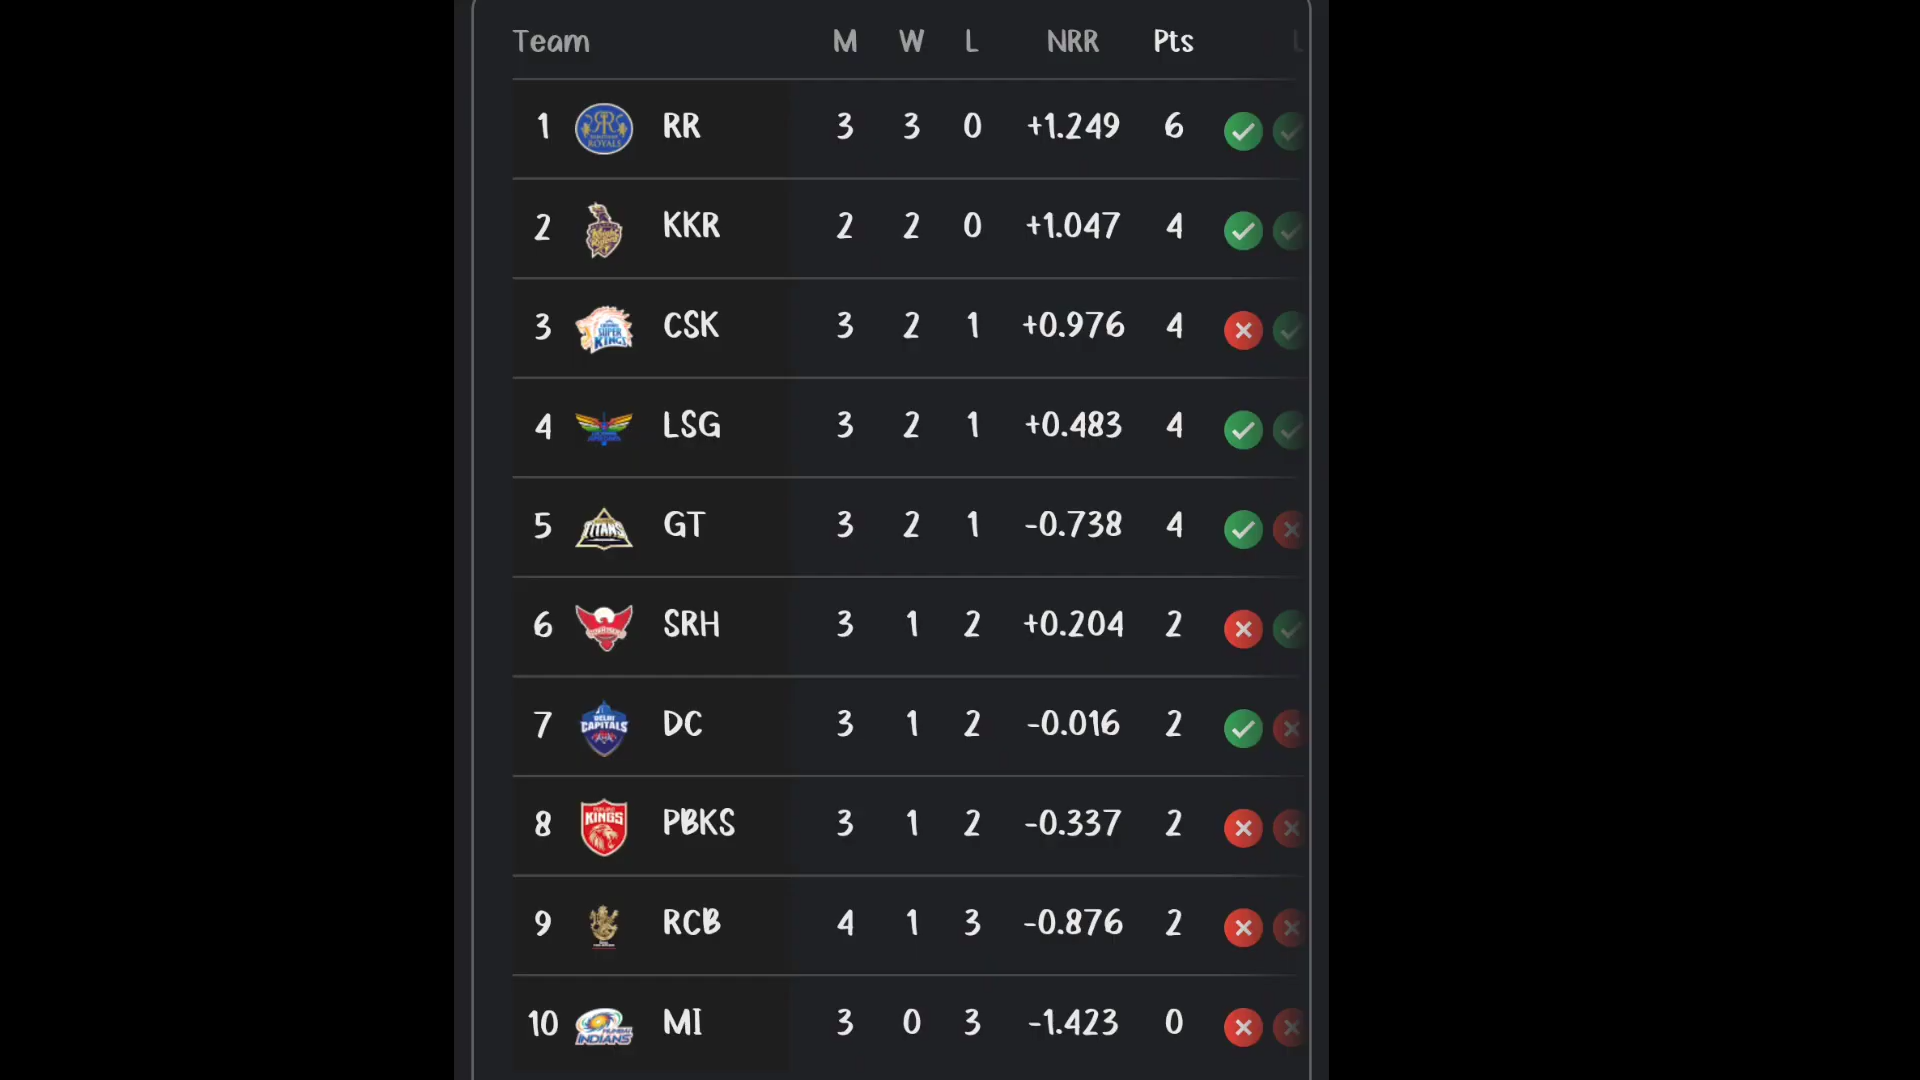 Team M W L NRR Pts L
1 RR 3 3 0 +1.249 6
2 KKR 2 2 0 +1.047 4
3 CSK 3 2 1 +0.976 4
4 LSG 3 2 1 +0.483 4
5 GT 3 2 1 -0.738 4
6 SRH 3 1 2 +0.204 2
7 DC 3 1 2 -0.016 2
8 PBKS 3 1 2 -0.337 2
9 RCB 4 1 3 -0.876 2
10 MI 3 0 3 -1.423 0